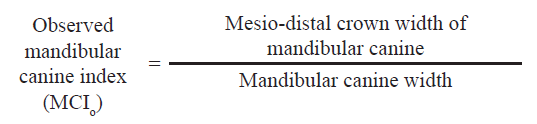 Observed
mandibular
canine index
(MCIₒ)
=
Mesio-distal crown width of
mandibular canine
Mandibular canine width